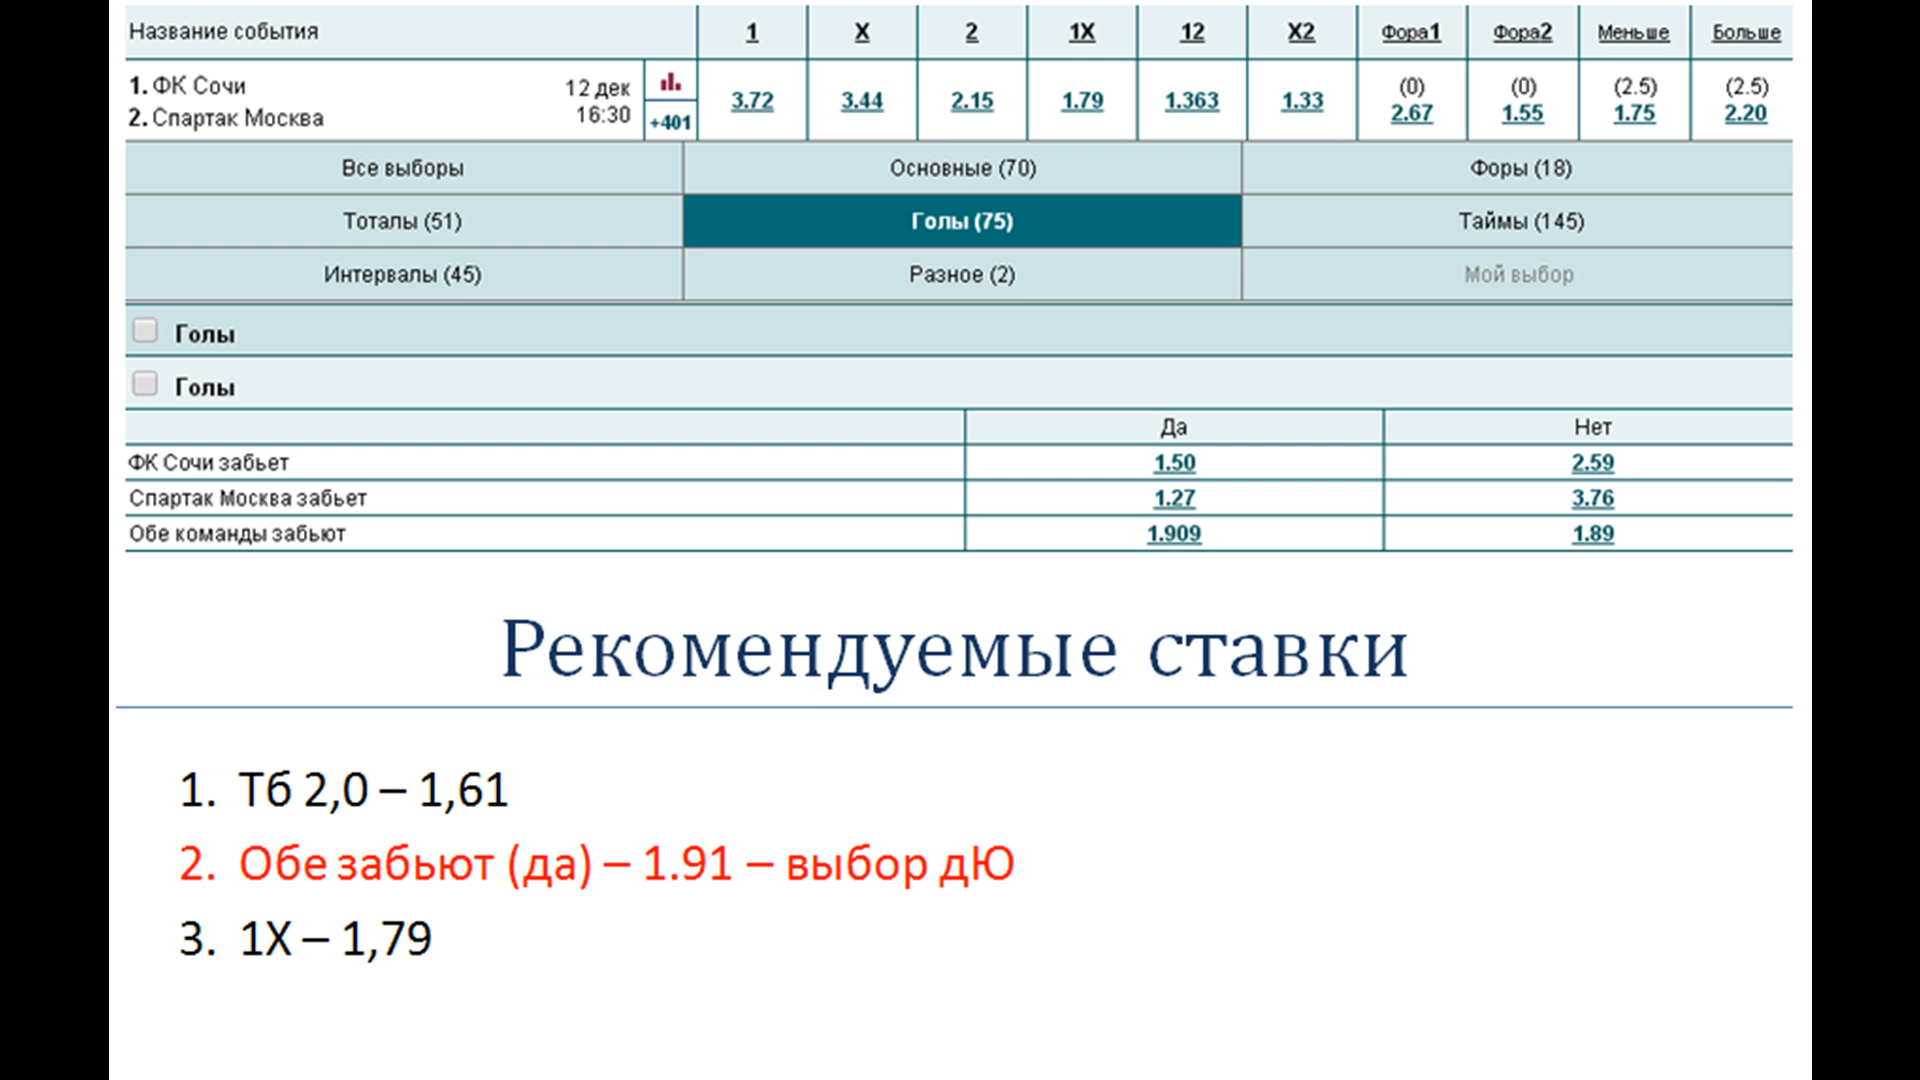 Название события 1 X 2 1X 12 X2 Фора1 Фора2 Меньше Больше
1. ФК Сочи 12 дек (0) (0) (2.5) (2.5)
2. Спартак Москва 16:30 +401 3.72 3.44 2.15 1.79 1.363 1.33 2.67 1.55 1.75 2.20
Все выборы Основные (70) Форы (18)
Тоталы (51) Голы (75) Таймы (145)
Интервалы (45) Разное (2) Мой выбор
Голы
Голы
Да Нет
ФК Сочи забьет 1.50 2.59
Спартак Москва забьет 1.27 3.76
Обе команды забьют 1.909 1.89
Рекомендуемые ставки
1. Тб 2,0 – 1,61
2. Обе забьют (да) – 1.91 – выбор дЮ
3. 1Х – 1,79